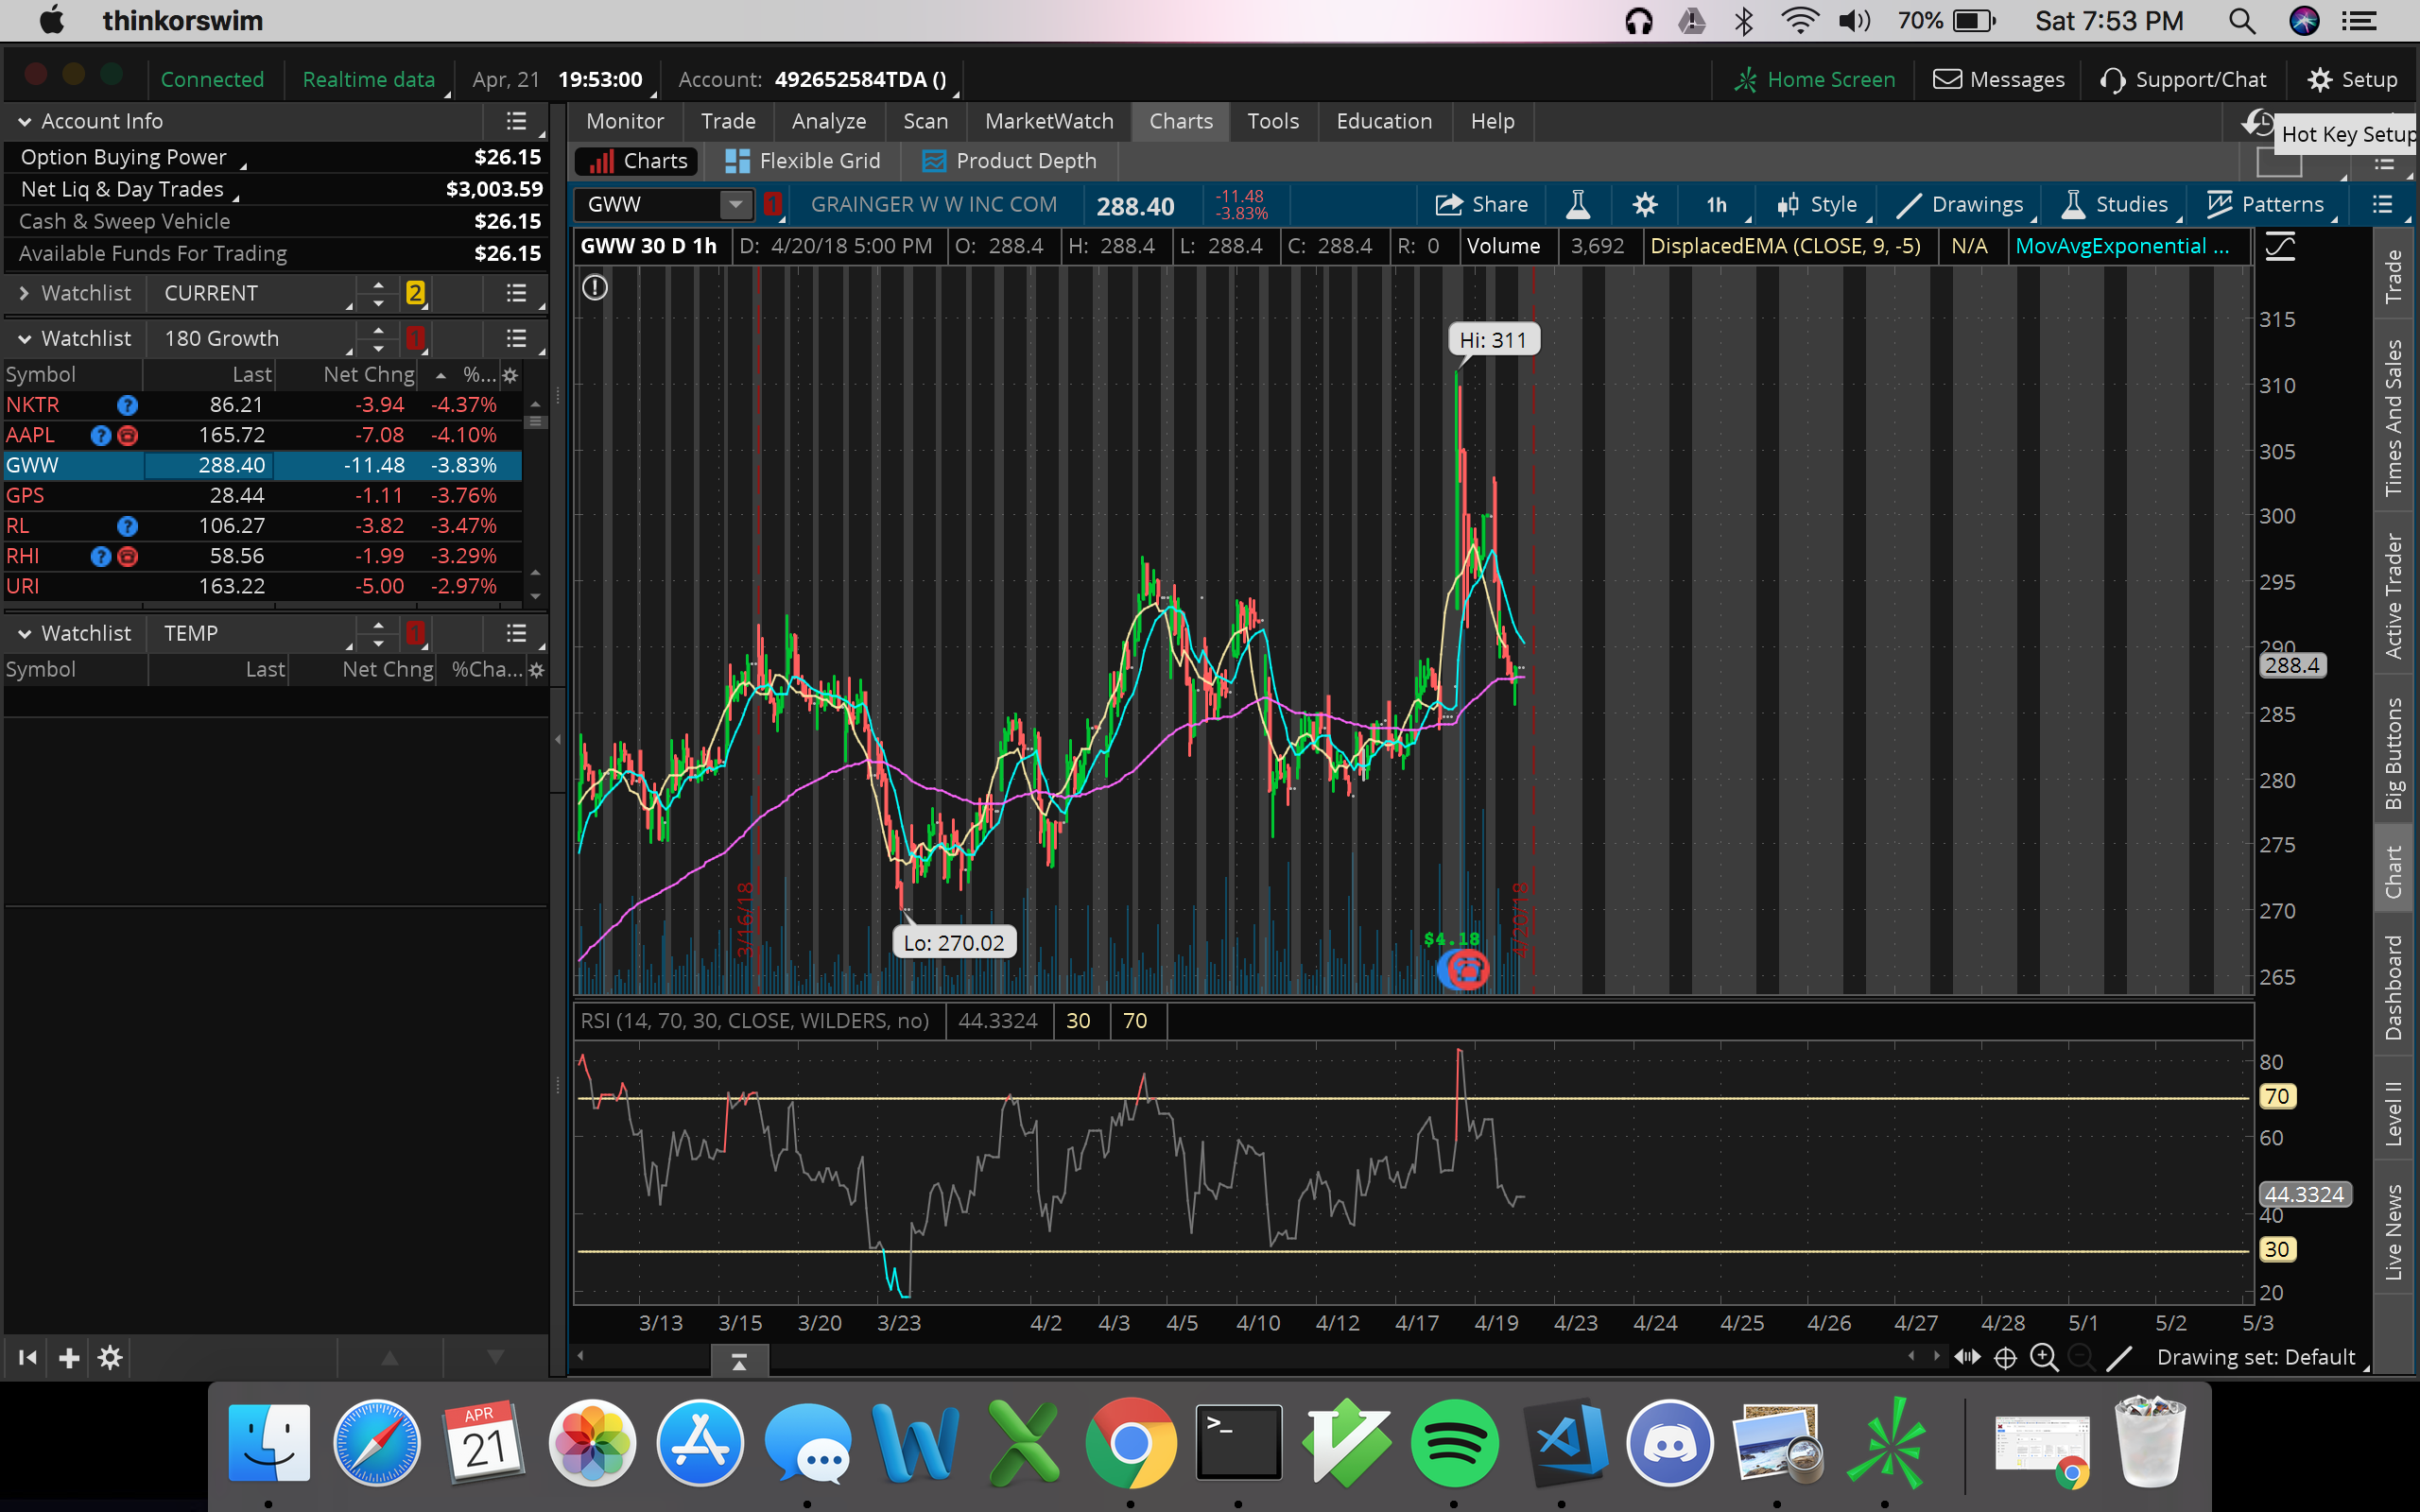 thinkorswim 70% Sat 7:53 PM
Connected Realtime data Apr, 21 19:53:00 Account: 492652584TDA () Home Screen Messages Support/Chat Setup
Account Info
Option Buying Power $26.15
Net Liq & Day Trades $3,003.59
Cash & Sweep Vehicle $26.15
Available Funds For Trading $26.15
Watchlist CURRENT 2
Watchlist 180 Growth 1
Symbol Last Net Chng %...
NKTR 86.21 -3.94 -4.37%
AAPL 165.72 -7.08 -4.10%
GWW 288.40 -11.48 -3.83%
GPS 28.44 -1.11 -3.76%
RL 106.27 -3.82 -3.47%
RHI 58.56 -1.99 -3.29%
URI 163.22 -5.00 -2.97%
Watchlist TEMP 1
Symbol Last Net Chng %Cha...
Monitor Trade Analyze Scan MarketWatch Charts Tools Education Help
Hot Key Setup
Charts Flexible Grid Product Depth
GWW 1 GRAINGER W W INC COM 288.40 -11.48
-3.83%
Share 1h Style Drawings Studies Patterns
GWW 30 D 1h D: 4/20/18 5:00 PM O: 288.4 H: 288.4 L: 288.4 C: 288.4 R: 0 Volume 3,692 DisplacedEMA (CLOSE, 9, -5) N/A MovAvgExponential ...
Hi: 311
Lo: 270.02
3/16/18
4/20/18
$4.18
315
310
305
300
295
290
288.4
285
280
275
270
265
RSI (14, 70, 30, CLOSE, WILDERS, no) 44.3324 30 70
80
70
60
44.3324
40
30
20
3/13 3/15 3/20 3/23 4/2 4/3 4/5 4/10 4/12 4/17 4/19 4/23 4/24 4/25 4/26 4/27 4/28 5/1 5/2 5/3
Drawing set: Default
Trade
Times And Sales
Active Trader
Big Buttons
Chart
Dashboard
Level II
Live News
APR
21